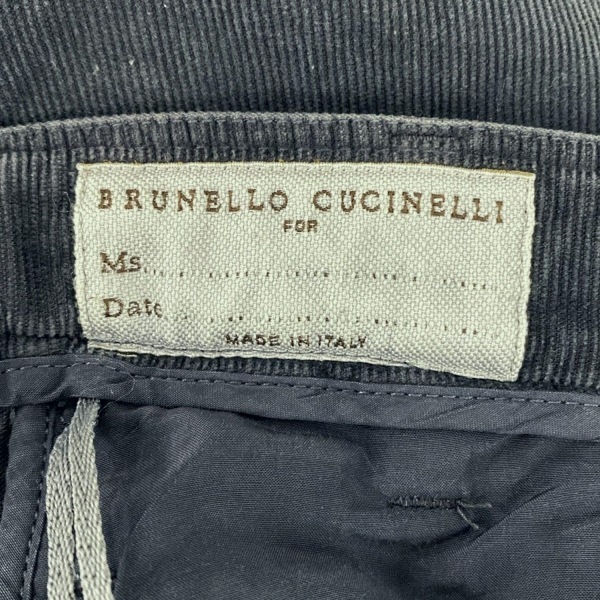 BRUNELLO CUCINELLI
FOR
Ms.
Date
MADE IN ITALY